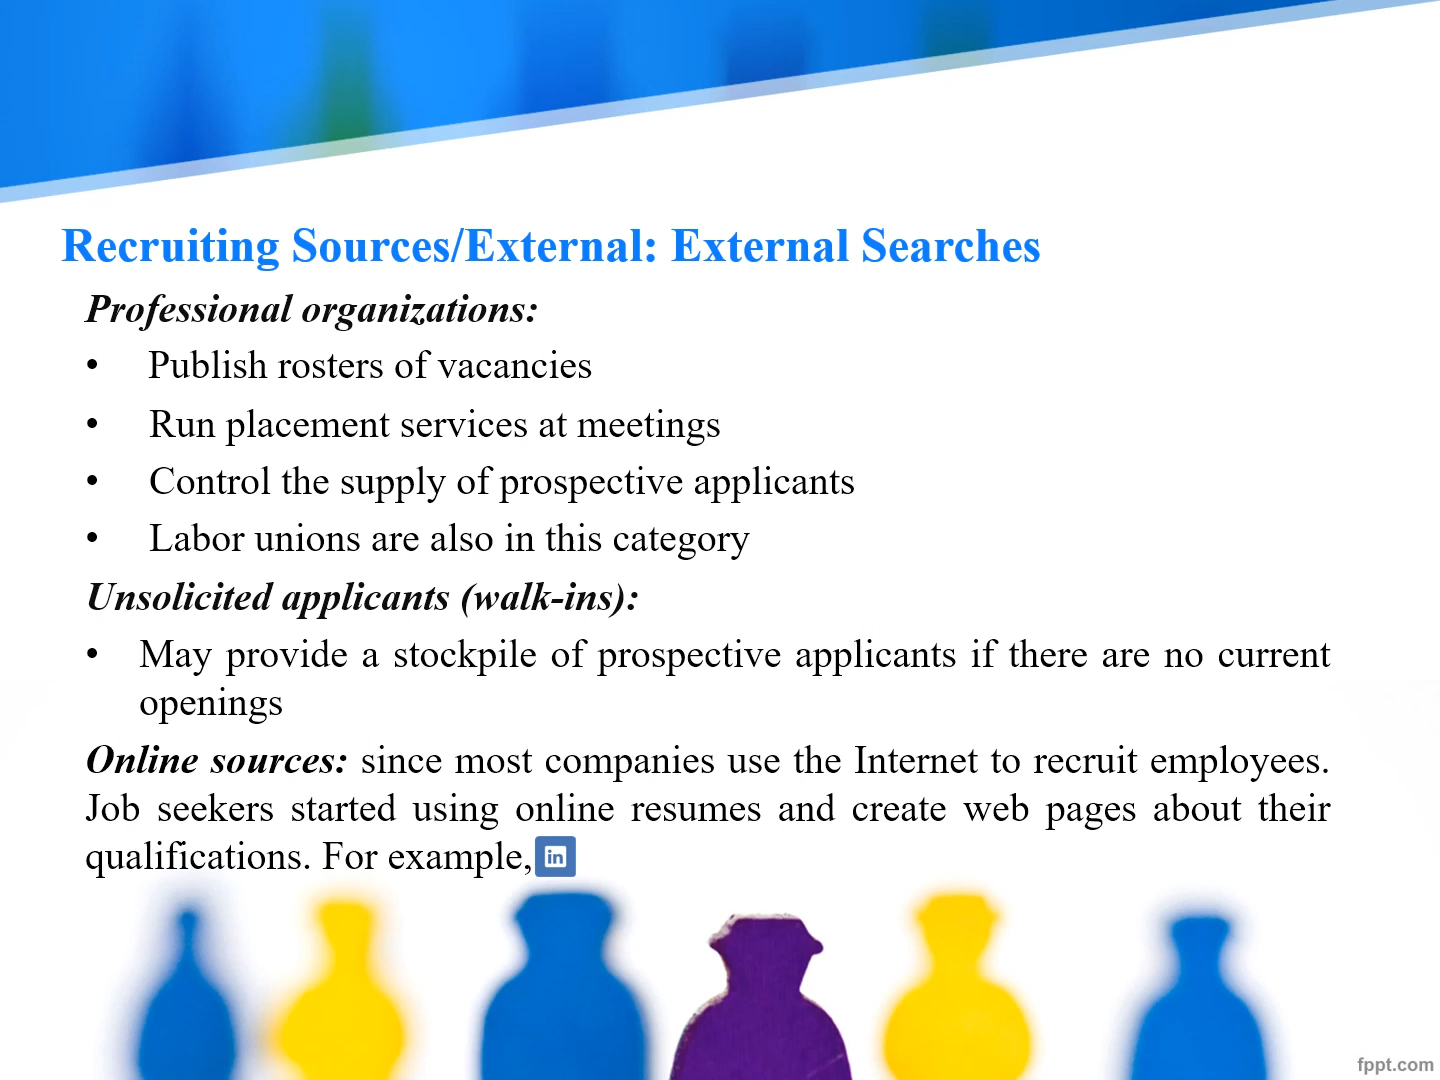 Recruiting Sources/External: External Searches
Professional organizations:
• Publish rosters of vacancies
• Run placement services at meetings
• Control the supply of prospective applicants
• Labor unions are also in this category
Unsolicited applicants (walk-ins):
• May provide a stockpile of prospective applicants if there are no current
openings
Online sources: since most companies use the Internet to recruit employees.
Job seekers started using online resumes and create web pages about their
qualifications. For example, in
fppt.com